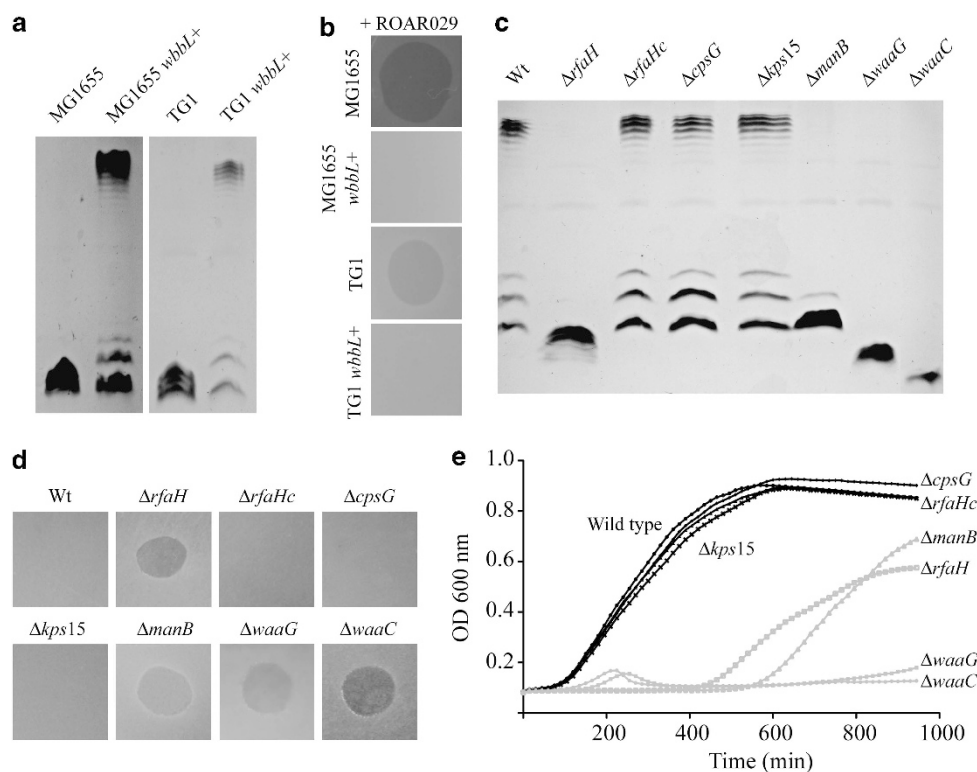 a
MG1655
MG1655 wbbL+
TG1
TG1 wbbL+
b
+ ROAR029
MG1655
MG1655
wbbL+
TG1
TG1 wbbL+
c
Wt
ΔrfaH
ΔrfaHc
ΔcpsG
Δkps15
ΔmanB
ΔwaaG
ΔwaaC
d
Wt
ΔrfaH
ΔrfaHc
ΔcpsG
Δkps15
ΔmanB
ΔwaaG
ΔwaaC
e
OD 600 nm
1.0
0.8
0.6
0.4
0.2
Wild type
Δkps15
ΔcpsG
ΔrfaHc
ΔmanB
ΔrfaH
ΔwaaG
ΔwaaC
200 400 600 800 1000
Time (min)